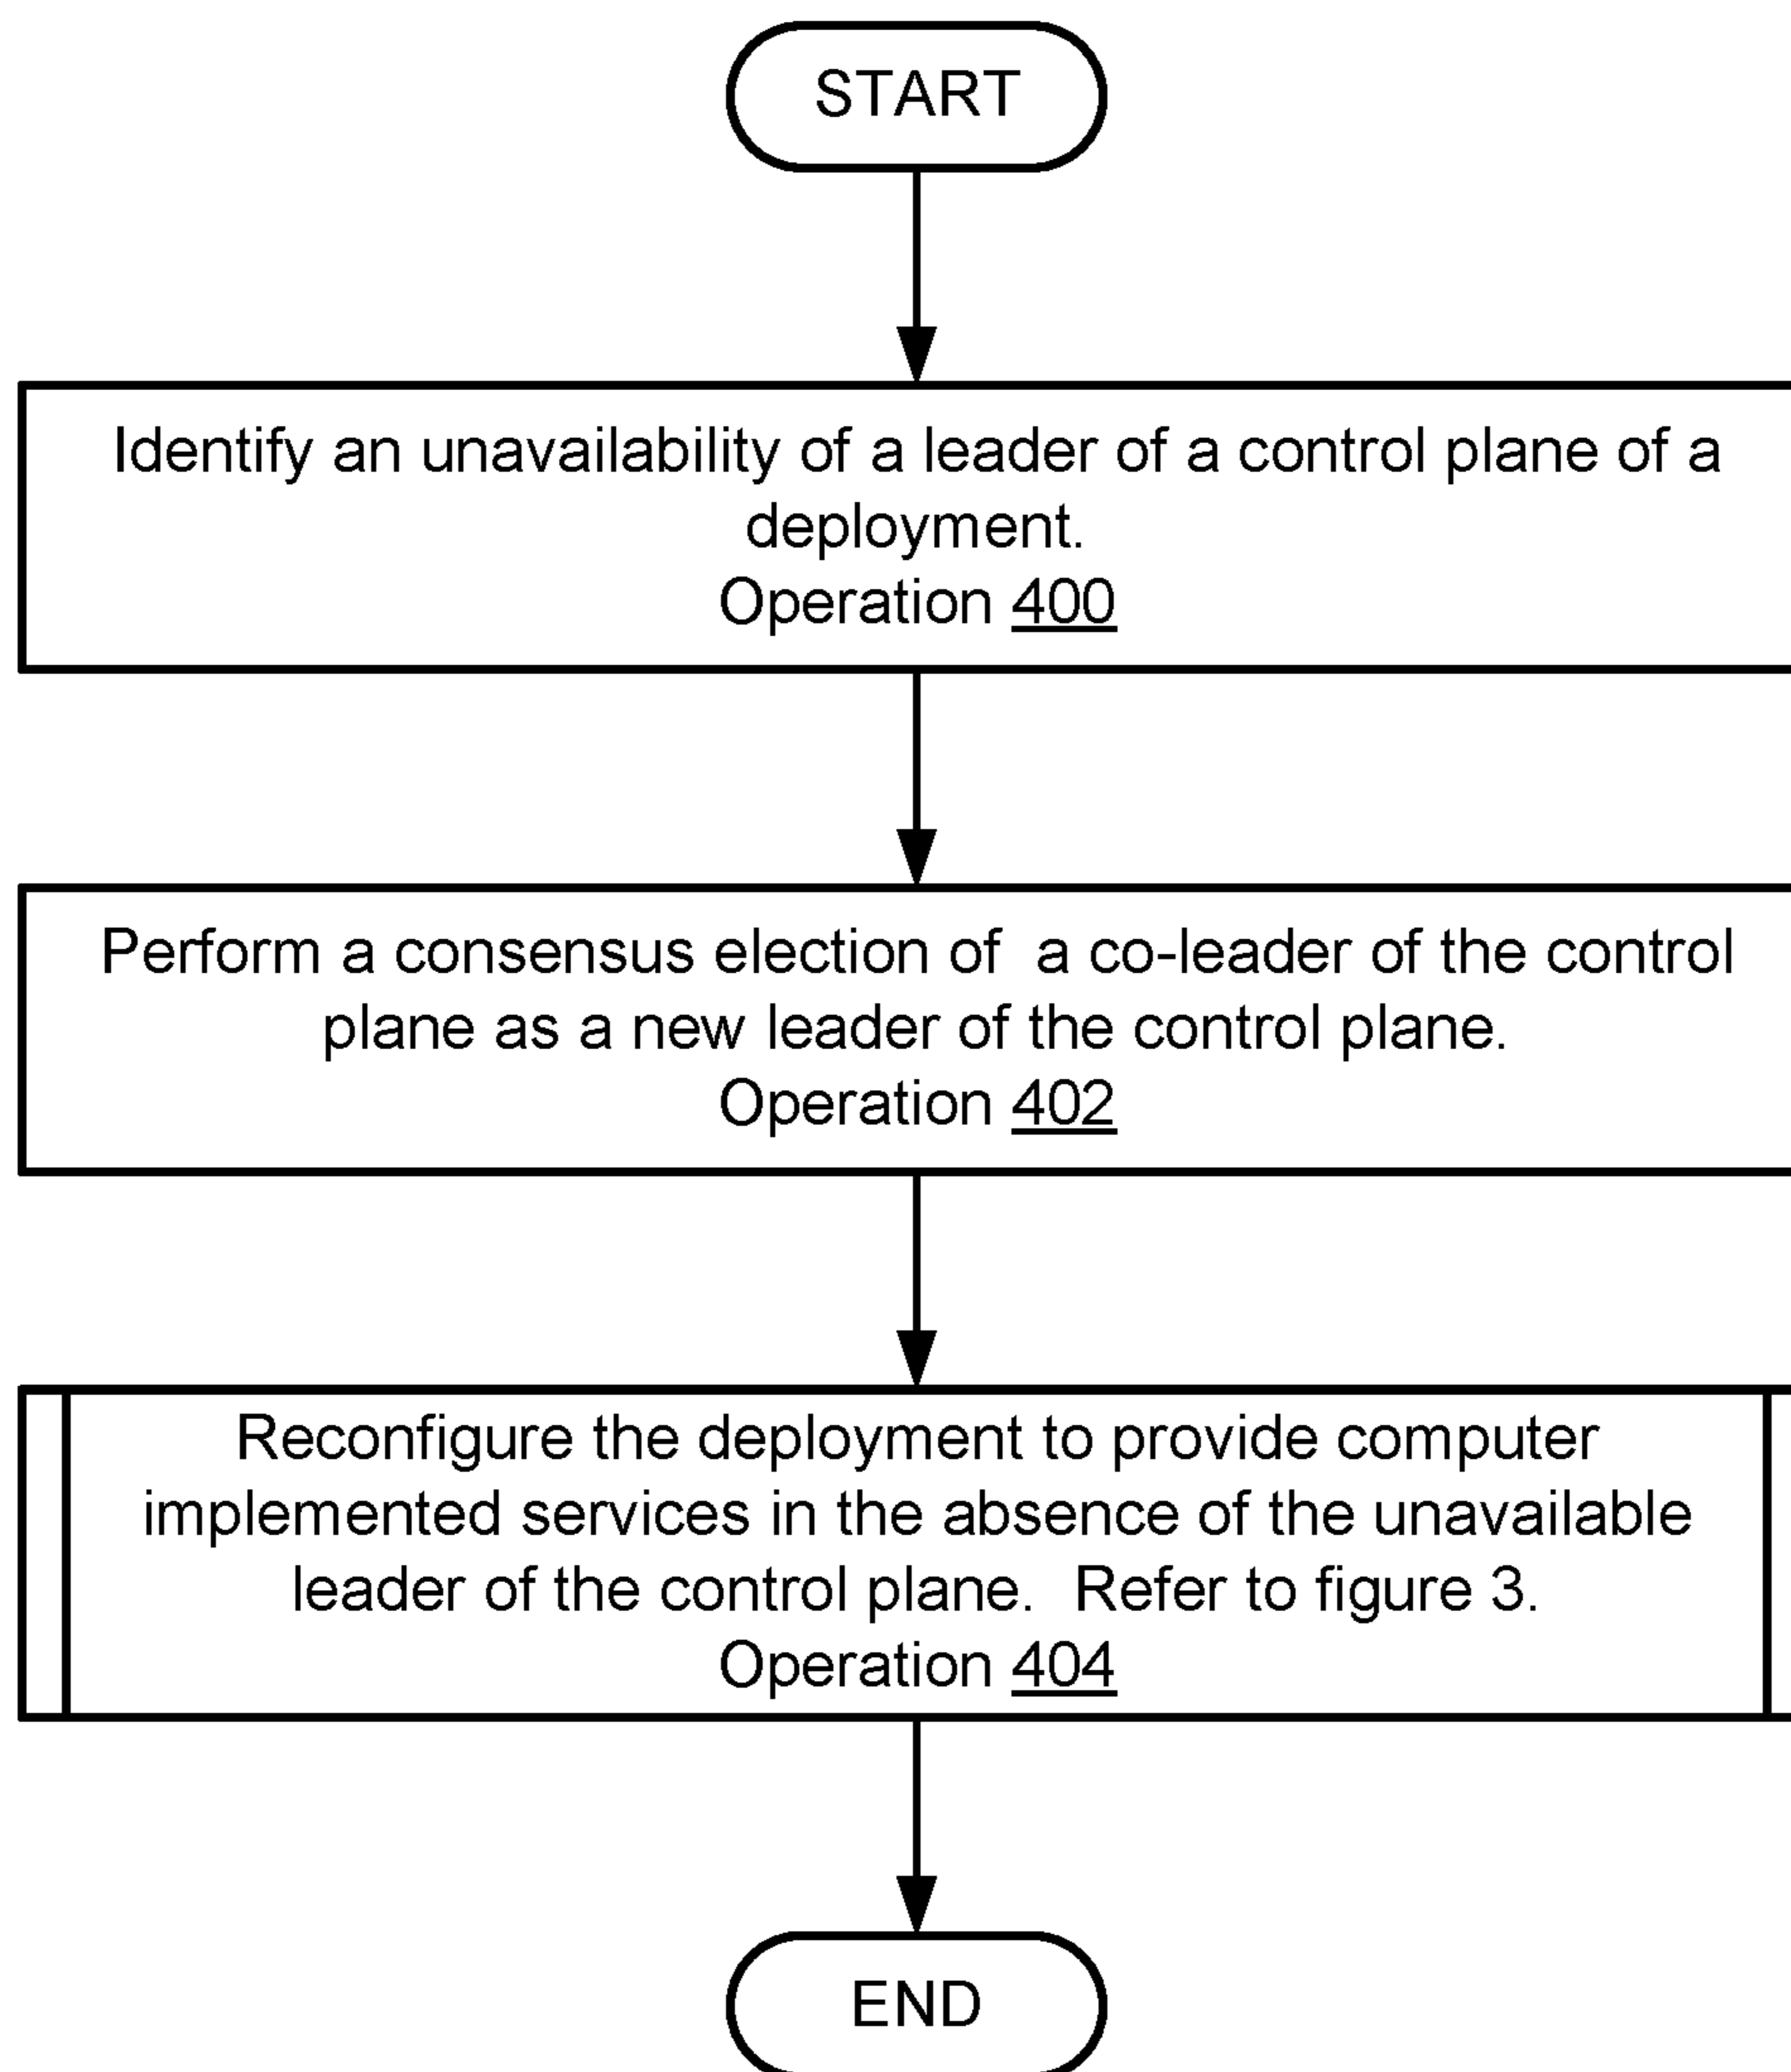 START
Identify an unavailability of a leader of a control plane of a
deployment.
Operation 400
Perform a consensus election of  a co-leader of the control
plane as a new leader of the control plane.
Operation 402
Reconfigure the deployment to provide computer
implemented services in the absence of the unavailable
leader of the control plane.  Refer to figure 3.
Operation 404
END